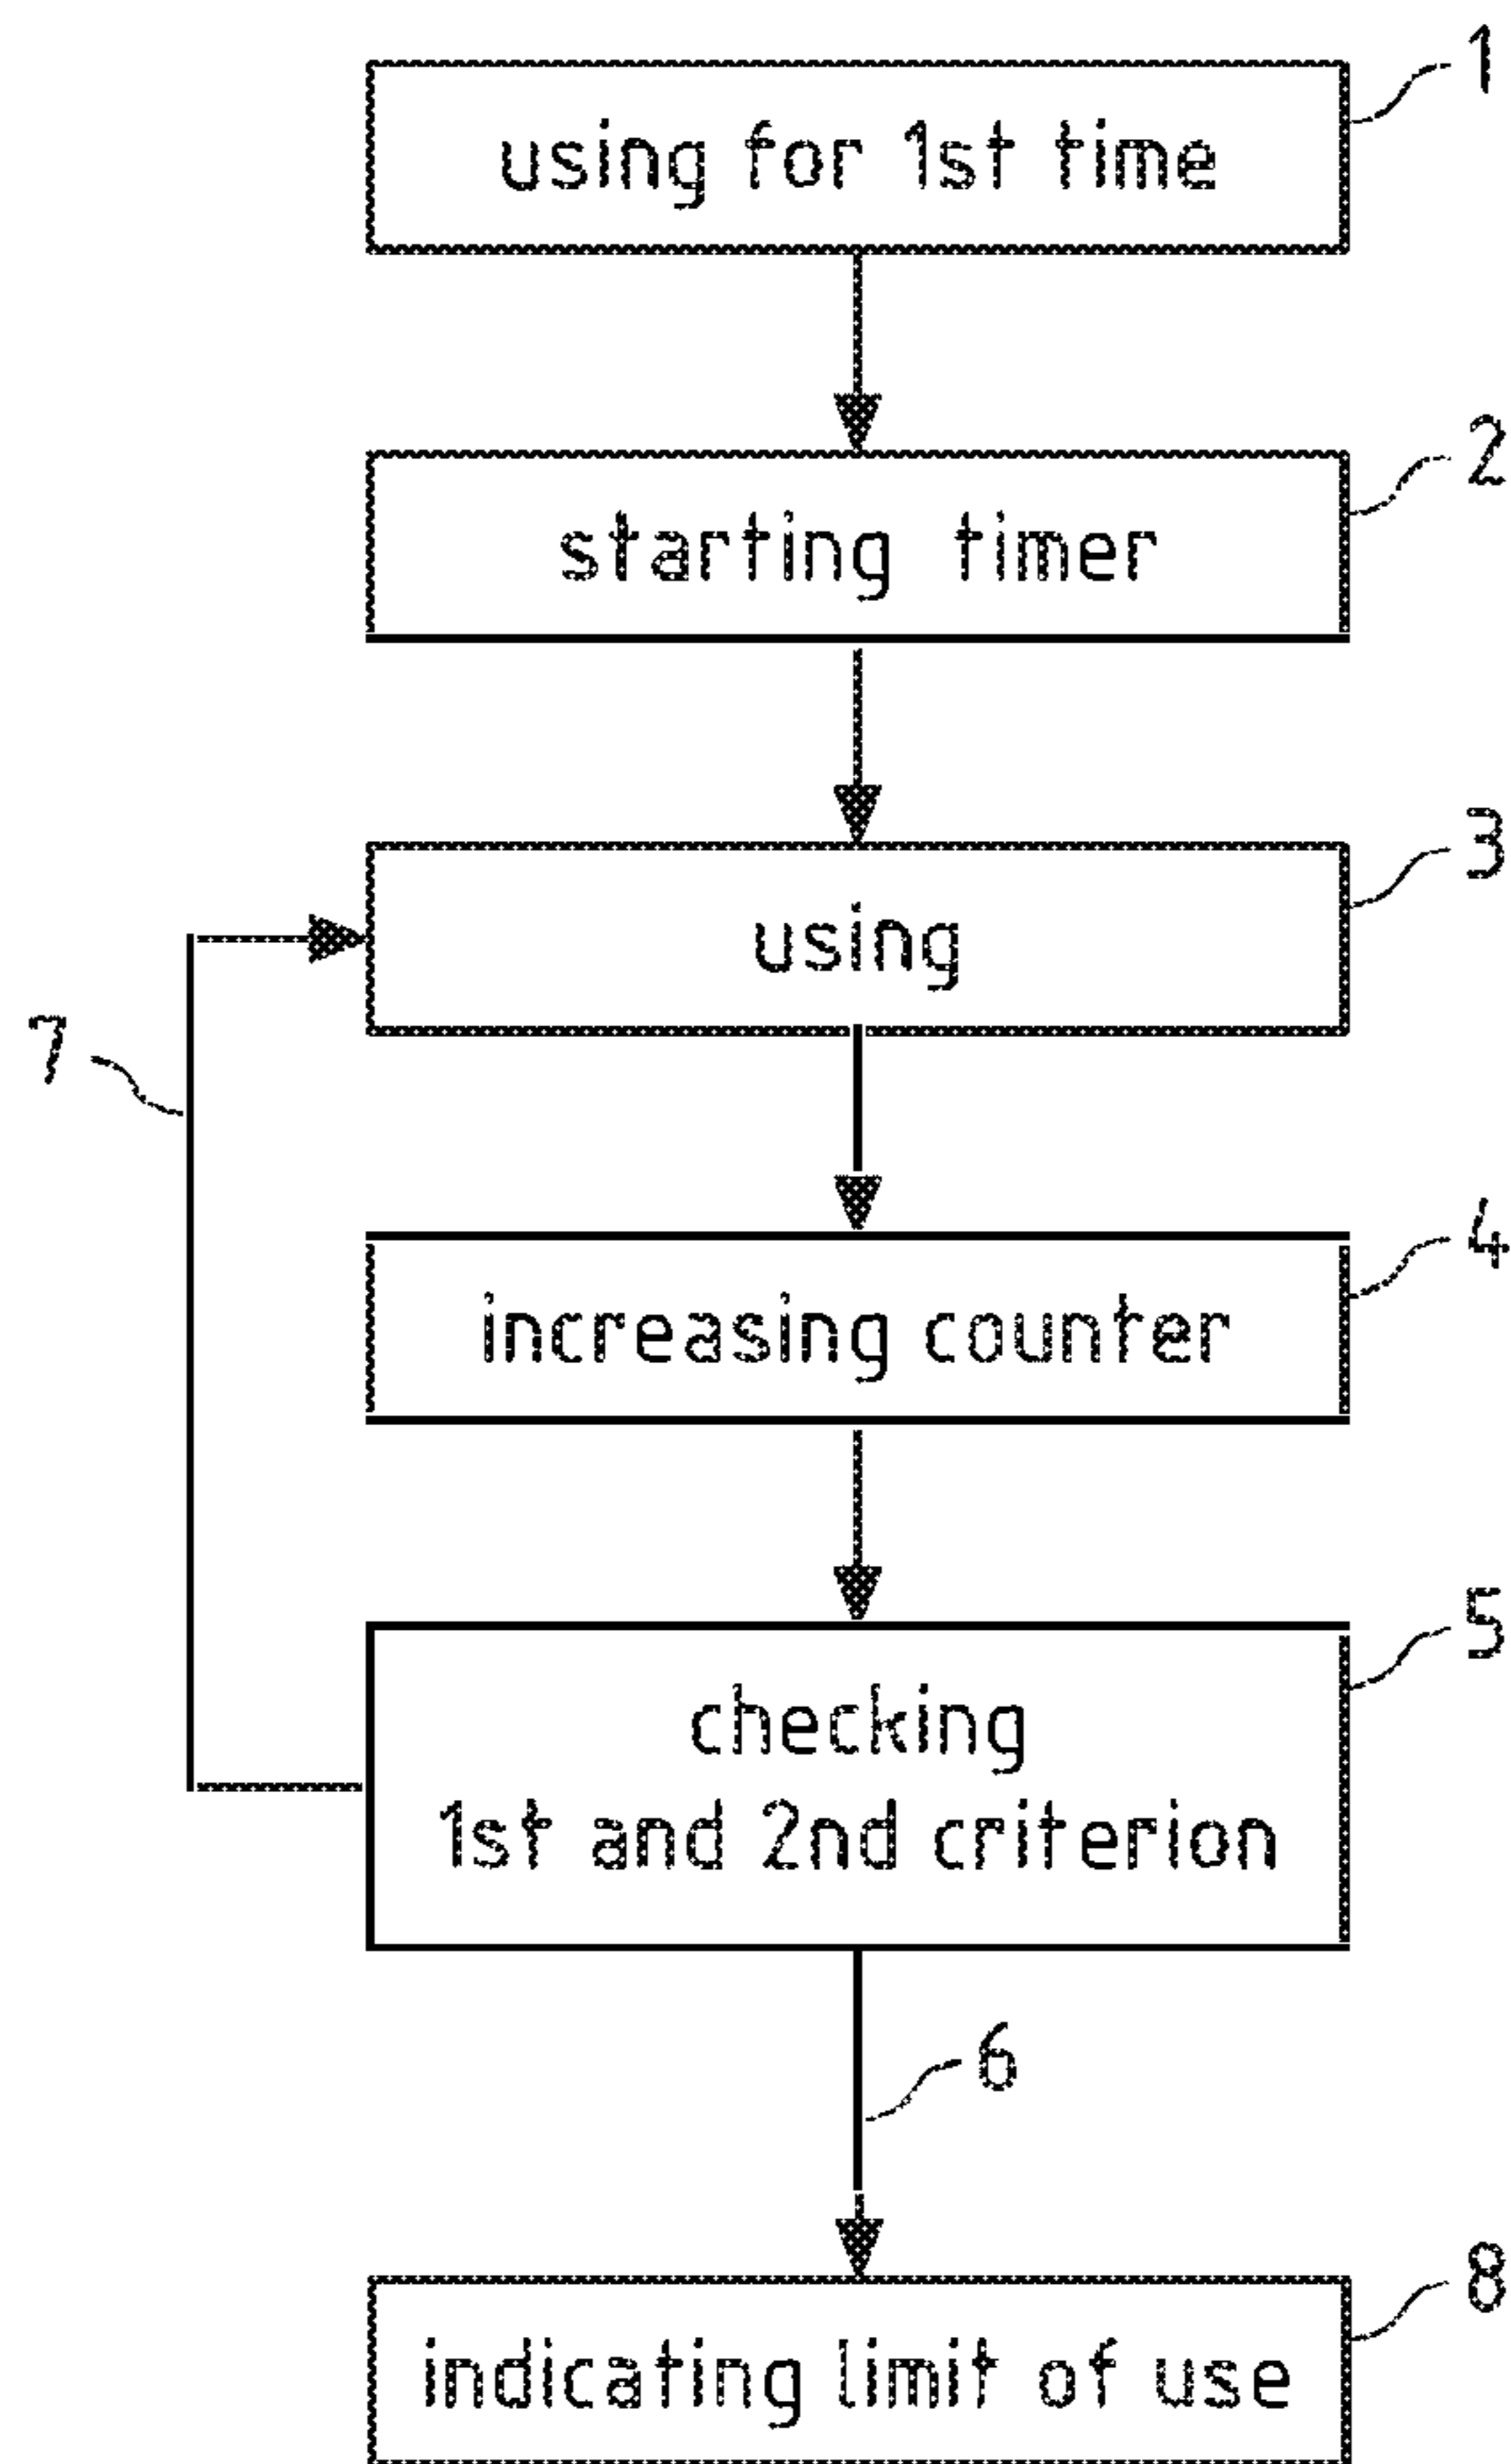 1
using for 1st time
2
starting timer
3
using
7
4
increasing counter
5
checking
1st and 2nd criterion
6
8
indicating limit of use